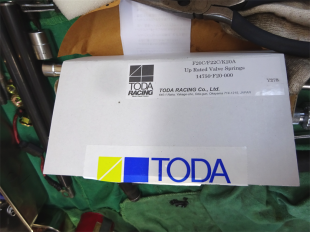 F20C/F22C/K20A
Up Rated Valve Springs
14750-F20-000
TODA
RACING
TODA RACING Co., Ltd.
TODA